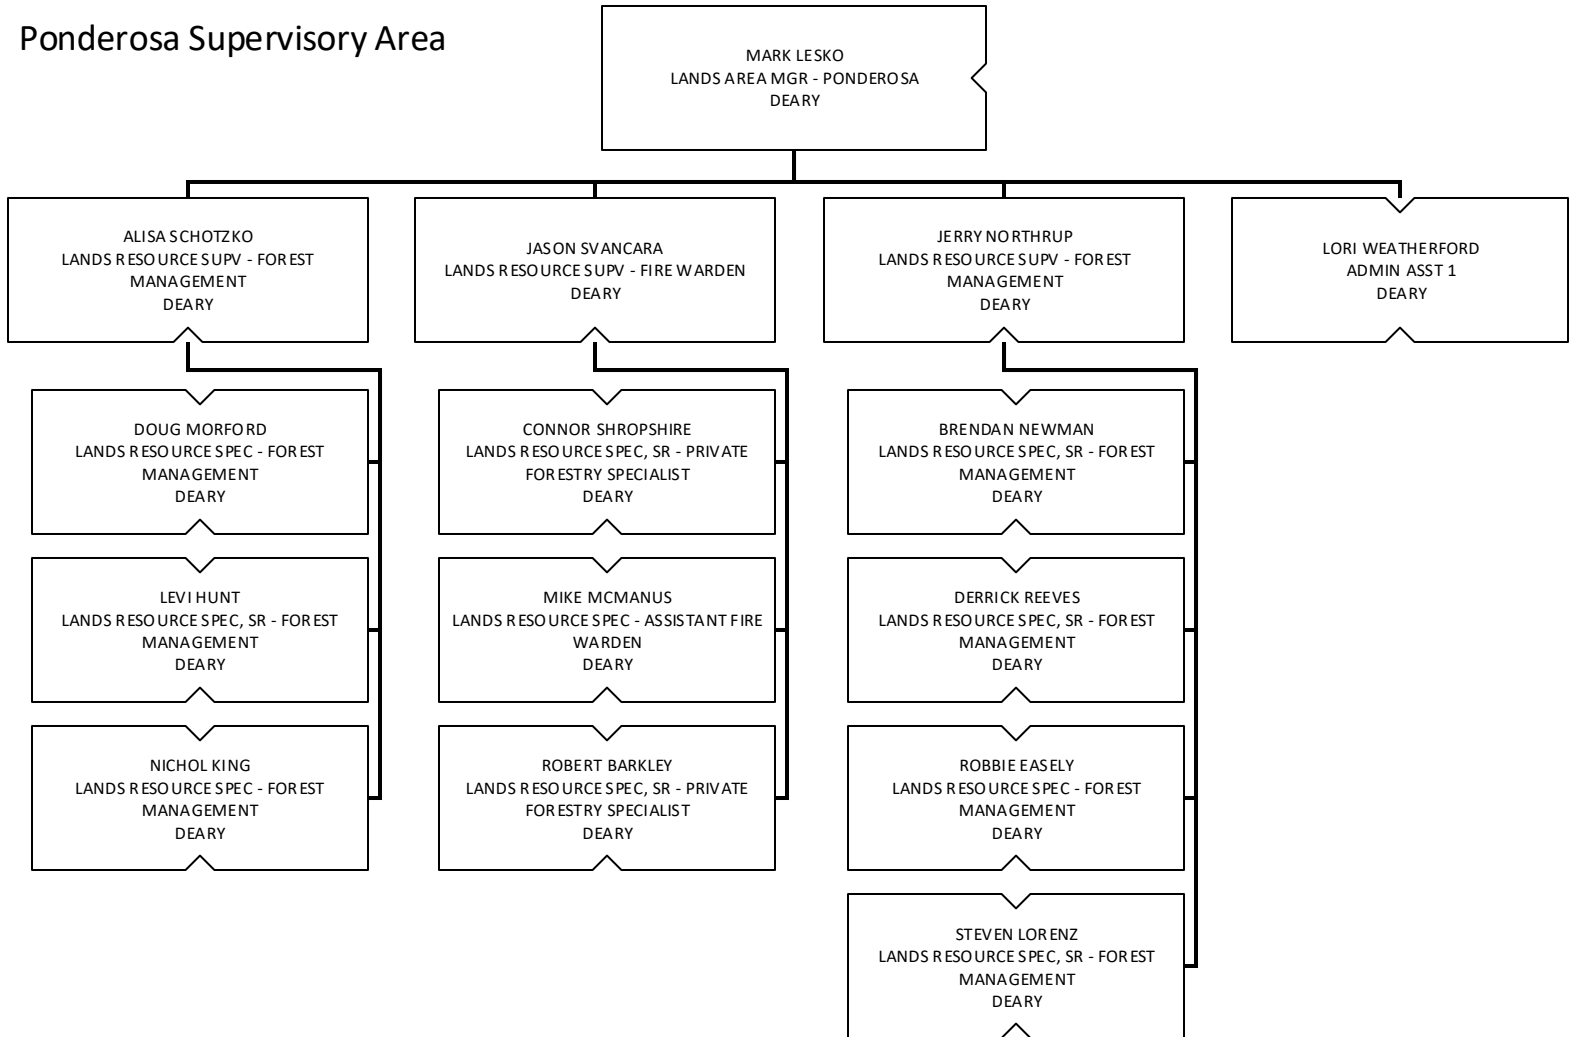 Ponderosa Supervisory Area
MARK LESKO
LANDS AREA MGR - PONDEROSA
DEARY
ALISA SCHOTZKO
LANDS RESOURCE SUPV - FOREST
MANAGEMENT
DEARY
JASON SVANCARA
LANDS RESOURCE SUPV - FIRE WARDEN
DEARY
JERRY NORTHRUP
LANDS RESOURCE SUPV - FOREST
MANAGEMENT
DEARY
LORI WEATHERFORD
ADMIN ASST 1
DEARY
DOUG MORFORD
LANDS RESOURCE SPEC - FOREST
MANAGEMENT
DEARY
CONNOR SHROPSHIRE
LANDS RESOURCE SPEC, SR - PRIVATE
FORESTRY SPECIALIST
DEARY
BRENDAN NEWMAN
LANDS RESOURCE SPEC, SR - FOREST
MANAGEMENT
DEARY
LEVI HUNT
LANDS RESOURCE SPEC, SR - FOREST
MANAGEMENT
DEARY
MIKE MCMANUS
LANDS RESOURCE SPEC - ASSISTANT FIRE
WARDEN
DEARY
DERRICK REEVES
LANDS RESOURCE SPEC, SR - FOREST
MANAGEMENT
DEARY
NICHOL KING
LANDS RESOURCE SPEC - FOREST
MANAGEMENT
DEARY
ROBERT BARKLEY
LANDS RESOURCE SPEC, SR - PRIVATE
FORESTRY SPECIALIST
DEARY
ROBBIE EASELY
LANDS RESOURCE SPEC - FOREST
MANAGEMENT
DEARY
STEVEN LORENZ
LANDS RESOURCE SPEC, SR - FOREST
MANAGEMENT
DEARY